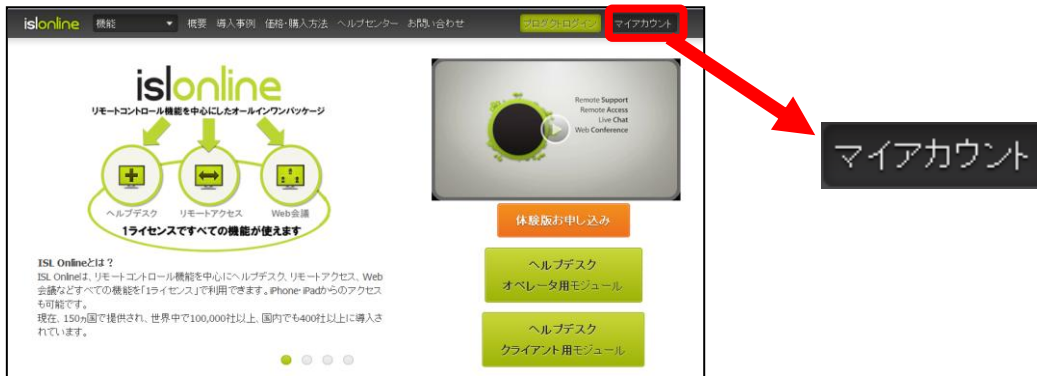 islonline 機能 概要 導入事例 価格・購入方法 ヘルプセンター お問い合わせ プロダクトログイン マイアカウント
islonline
リモートコントロール機能を中心にしたオールインワンパッケージ
ヘルプデスク リモートアクセス Web会議
1ライセンスですべての機能が使えます
ISL Onlineとは？
ISL Onlineは、リモートコントロール機能を中心にヘルプデスク、リモートアクセス、Web
会議などすべての機能を「1ライセンス」で利用できます。iPhone・iPadからのアクセス
も可能です。
現在、150ヵ国で提供され、世界中で100,000社以上、国内でも400社以上に導入さ
れています。
Remote Support
Remote Access
Live Chat
Web Conference
体験版お申し込み
ヘルプデスク
オペレータ用モジュール
ヘルプデスク
クライアント用モジュール
マイアカウント